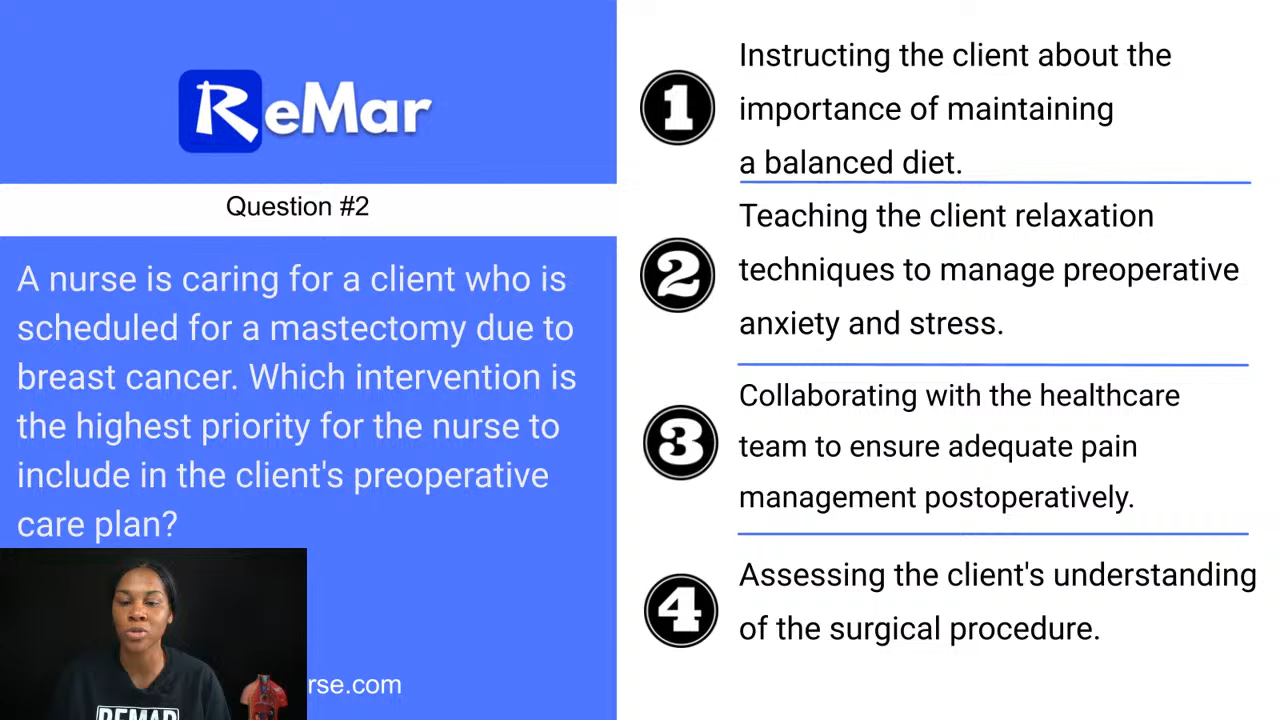 ReMar
Question #2
A nurse is caring for a client who is
scheduled for a mastectomy due to
breast cancer. Which intervention is
the highest priority for the nurse to
include in the client's preoperative
care plan?
rse.com
REMAR
1
Instructing the client about the
importance of maintaining
a balanced diet.
2
Teaching the client relaxation
techniques to manage preoperative
anxiety and stress.
3
Collaborating with the healthcare
team to ensure adequate pain
management postoperatively.
4
Assessing the client's understanding
of the surgical procedure.